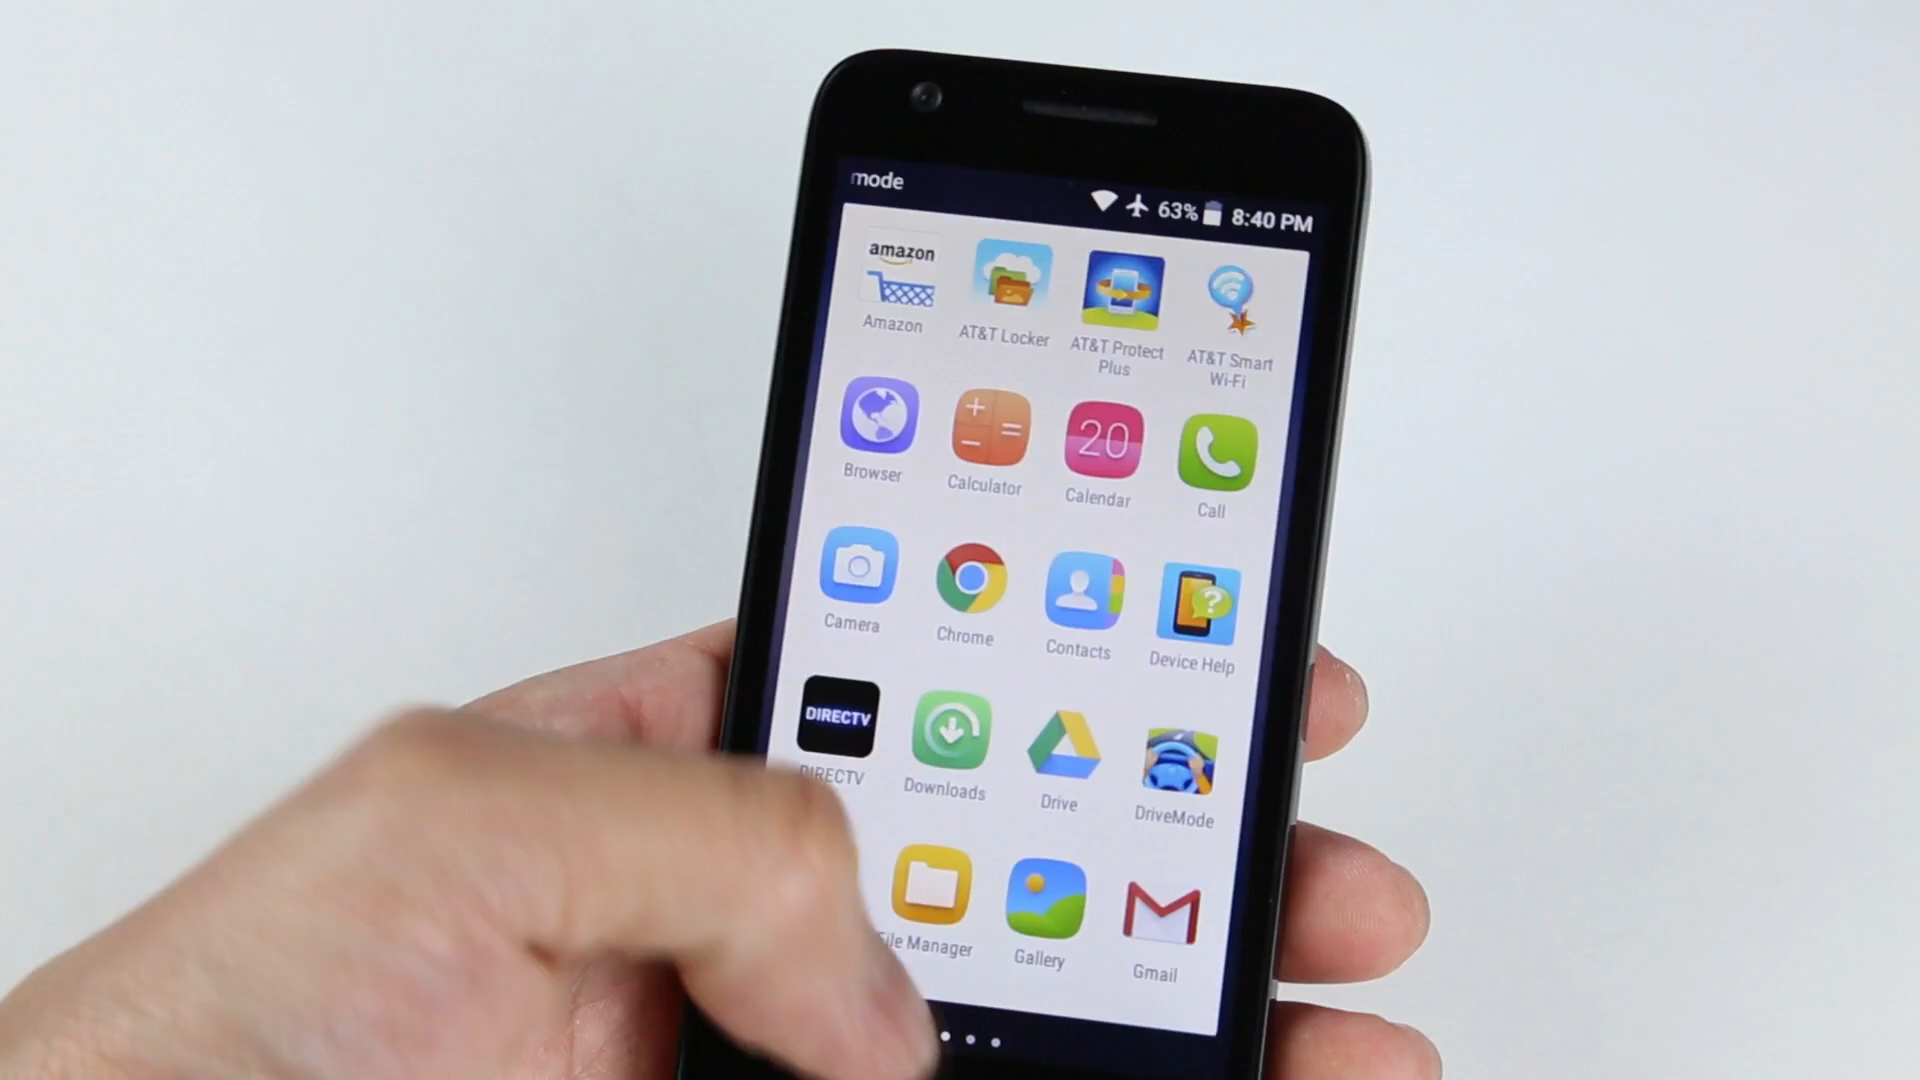 mode
63% 8:40 PM
amazon
Amazon
AT&T Locker
AT&T Protect
Plus
AT&T Smart
Wi-Fi
20
Browser
Calculator
Calendar
Call
Camera
Chrome
Contacts
Device Help
DIRECTV
DIRECTV
Downloads
Drive
DriveMode
File Manager
Gallery
Gmail